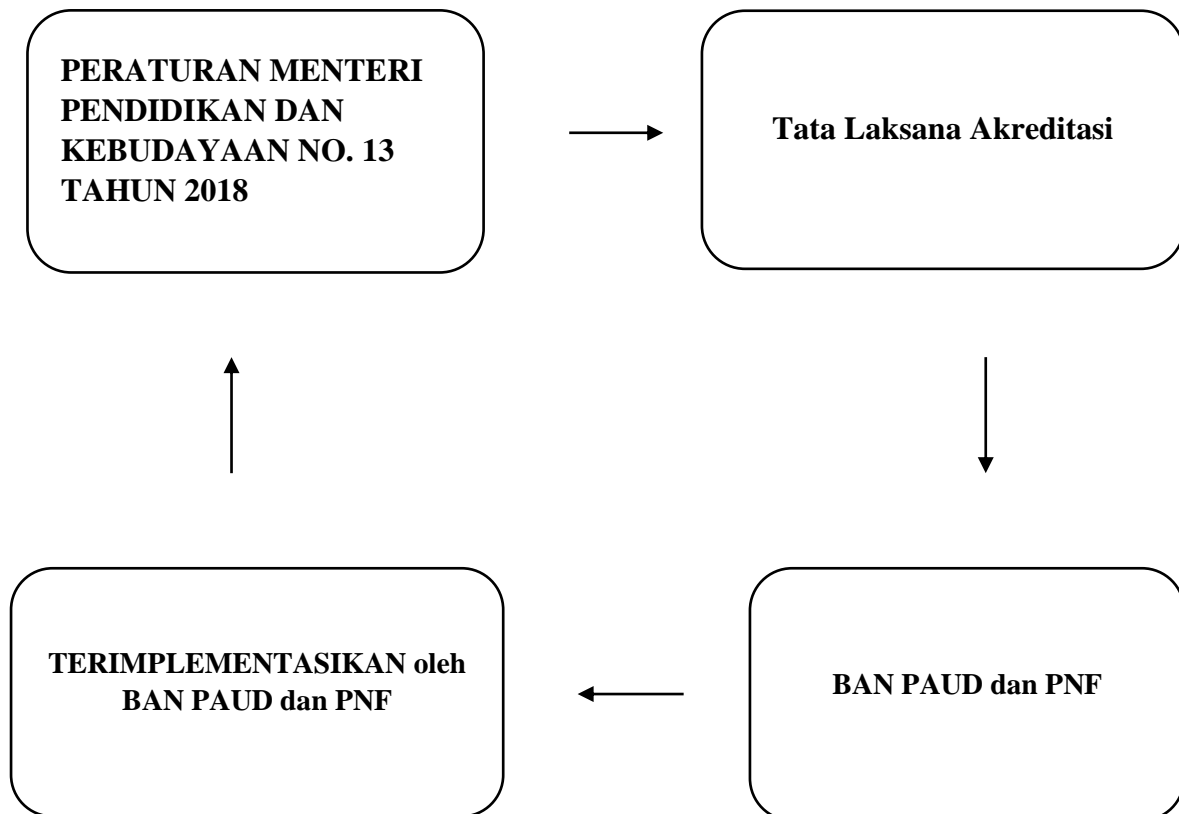 PERATURAN MENTERI
PENDIDIKAN DAN
KEBUDAYAAN NO. 13
TAHUN 2018
Tata Laksana Akreditasi
TERIMPLEMENTASIKAN oleh
BAN PAUD dan PNF
BAN PAUD dan PNF